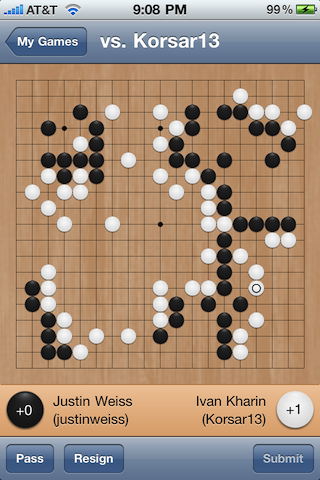 AT&T 9:08 PM 99%
My Games vs. Korsar13
+0 Justin Weiss Ivan Kharin +1
(justinweiss) (Korsar13)
Pass Resign Submit